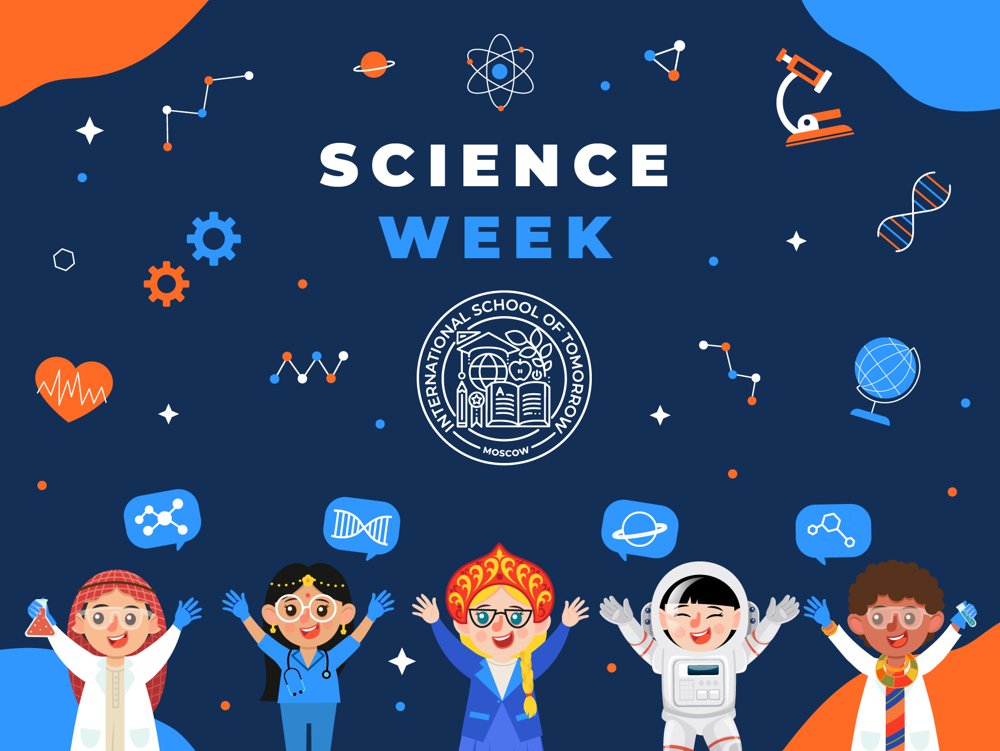 SCIENCE
WEEK
INTERNATIONAL SCHOOL OF TOMORROW
A
MOSCOW